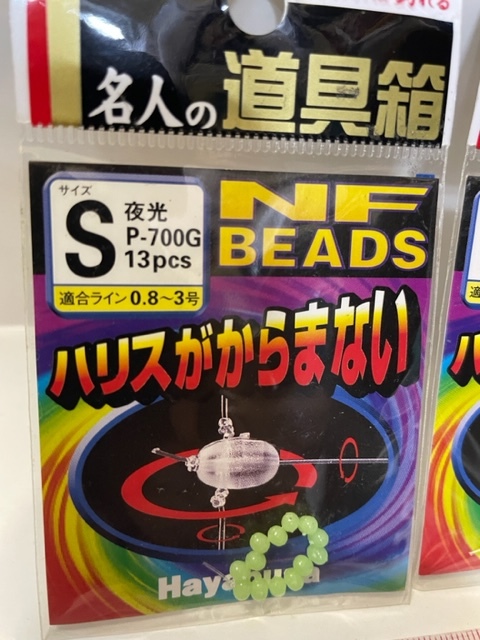 名人の道具箱
サイズ
S
夜光
P-700G
13pcs
適合ライン0.8~3号
NF
BEADS
ハリスがからまない